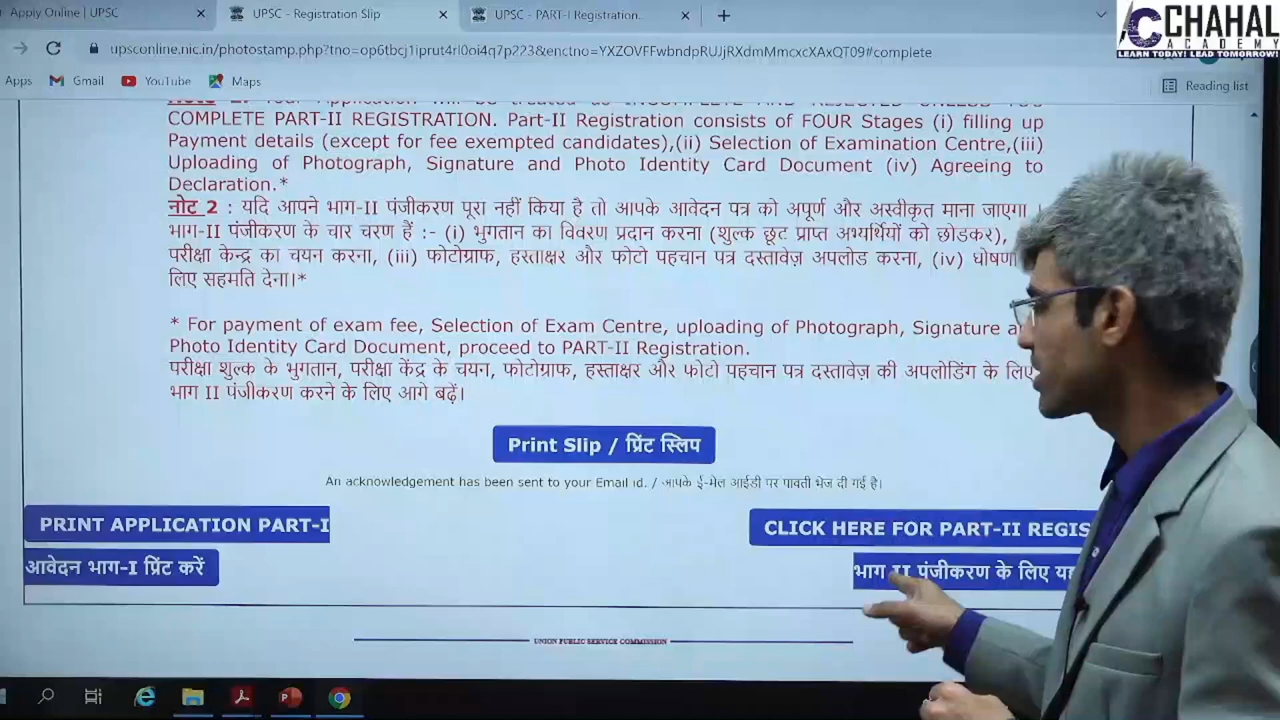 Apply Online | UPSC
UPSC - Registration Slip
UPSC - PART-I Registration.
CHAHAL
ACADEMY
LEARN TODAY! LEAD TOMORROW!
upsconline.nic.in/photostamp.php?tno=op6tbcj1iprut4rl0oi4q7p223&enctno=YXZOVFFwbndpRUJjRXdmMmcxcXAxQT09#complete
Apps Gmail YouTube Maps Reading list
COMPLETE PART-II REGISTRATION. Part-II Registration consists of FOUR Stages (i) filling up
Payment details (except for fee exempted candidates),(ii) Selection of Examination Centre,(iii)
Uploading of Photograph, Signature and Photo Identity Card Document (iv) Agreeing to
Declaration.*
नोट 2 : यदि आपने भाग-II पंजीकरण पूरा नहीं किया है तो आपके आवेदन पत्र को अपूर्ण और अस्वीकृत माना जाएगा ।
भाग-II पंजीकरण के चार चरण हैं :- (i) भुगतान का विवरण प्रदान करना (शुल्क छूट प्राप्त अभ्यर्थियों को छोडकर),
परीक्षा केन्द्र का चयन करना, (iii) फोटोग्राफ, हस्ताक्षर और फोटो पहचान पत्र दस्तावेज़ अपलोड करना, (iv) घोषणा
लिए सहमति देना।*
* For payment of exam fee, Selection of Exam Centre, uploading of Photograph, Signature
Photo Identity Card Document, proceed to PART-II Registration.
परीक्षा शुल्क के भुगतान, परीक्षा केंद्र के चयन, फोटोग्राफ, हस्ताक्षर और फोटो पहचान पत्र दस्तावेज़ की अपलोडिंग के लिए
भाग II पंजीकरण करने के लिए आगे बढ़ें।
Print Slip / प्रिंट स्लिप
An acknowledgement has been sent to your Email id. / आपके ई-मेल आईडी पर पावती भेज दी गई है।
PRINT APPLICATION PART-I
आवेदन भाग-I प्रिंट करें
CLICK HERE FOR PART-II REGIS
भाग II पंजीकरण के लिए
UNION PUBLIC SERVICE COMMISSION